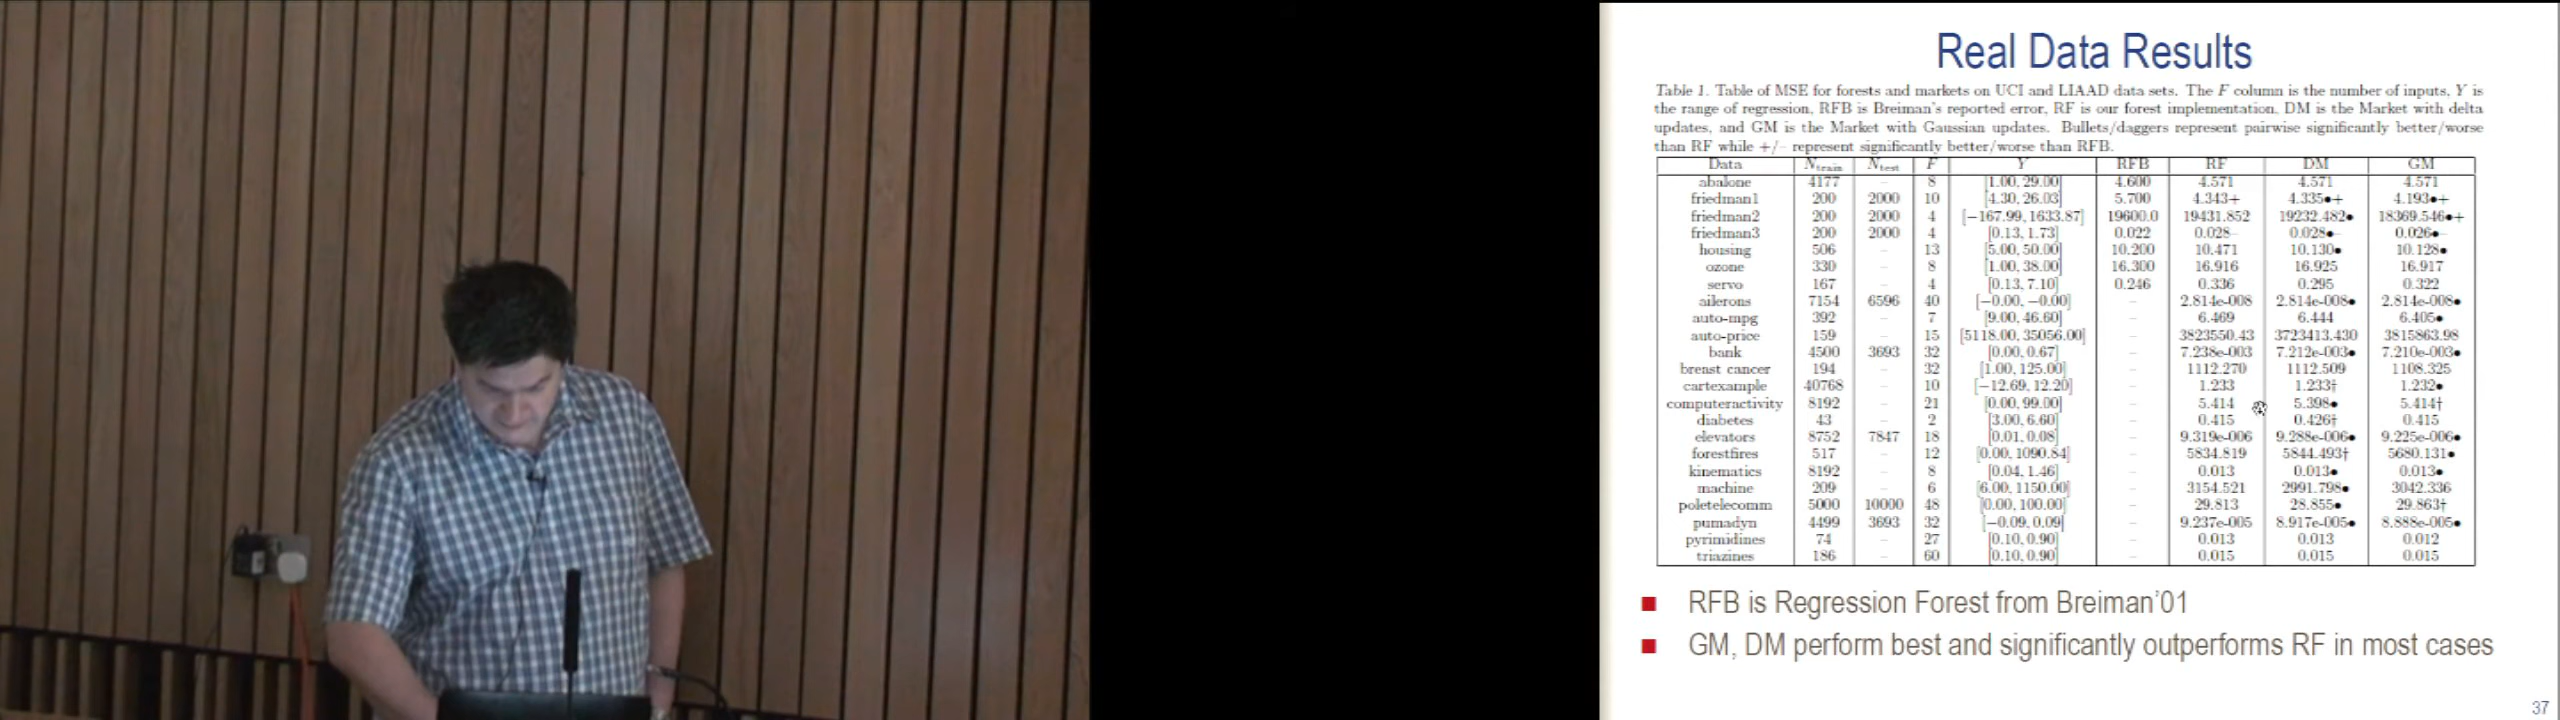 Real Data Results
Table 1. Table of MSE for forests and markets on UCI and LIAAD data sets. The F column is the number of inputs, Y is
the range of regression, RFB is Breiman's reported error, RF is our forest implementation, DM is the Market with delta
updates, and GM is the Market with Gaussian updates. Bullets/daggers represent pairwise significantly better/worse
than RF while +/– represent significantly better/worse than RFB.
Data Ntrain Ntest F Y RFB RF DM GM
abalone 4177 – 8 [1.00, 29.00] 4.600 4.571 4.571 4.571
friedman1 200 2000 10 [4.30, 26.03] 5.700 4.343+ 4.335•+ 4.193•+
friedman2 200 2000 4 [−167.99, 1633.87] 19600.0 19431.852 19232.482• 18369.546•+
friedman3 200 2000 4 [0.13, 1.73] 0.022 0.028– 0.028•– 0.026•–
housing 506 – 13 [5.00, 50.00] 10.200 10.471 10.130• 10.128•
ozone 330 – 8 [1.00, 38.00] 16.300 16.916 16.925 16.917
servo 167 – 4 [0.13, 7.10] 0.246 0.336 0.295 0.322
ailerons 7154 6596 40 [−0.00, −0.00] – 2.814e-008 2.814e-008• 2.814e-008•
auto-mpg 392 – 7 [9.00, 46.60] – 6.469 6.444 6.405•
auto-price 159 – 15 [5118.00, 35056.00] – 3823550.43 3723413.430 3815863.98
bank 4500 3693 32 [0.00, 0.67] – 7.238e-003 7.212e-003• 7.210e-003•
breast cancer 194 – 32 [1.00, 125.00] – 1112.270 1112.509 1108.325
cartexample 40768 – 10 [−12.69, 12.20] – 1.233 1.233† 1.232•
computeractivity 8192 – 21 [0.00, 99.00] – 5.414 5.398• 5.414†
diabetes 43 – 2 [3.00, 6.60] – 0.415 0.426† 0.415
elevators 8752 7847 18 [0.01, 0.08] – 9.319e-006 9.288e-006• 9.225e-006•
forestfires 517 – 12 [0.00, 1090.84] – 5834.819 5844.493† 5680.131•
kinematics 8192 – 8 [0.04, 1.46] – 0.013 0.013• 0.013•
machine 209 – 6 [6.00, 1150.00] – 3154.521 2991.798• 3042.336
poletelecomm 5000 10000 48 [0.00, 100.00] – 29.813 28.855• 29.863†
pumadyn 4499 3693 32 [−0.09, 0.09] – 9.237e-005 8.917e-005• 8.888e-005•
pyrimidines 74 – 27 [0.10, 0.90] – 0.013 0.013 0.012
triazines 186 – 60 [0.10, 0.90] – 0.015 0.015 0.015
RFB is Regression Forest from Breiman'01
GM, DM perform best and significantly outperforms RF in most cases
37